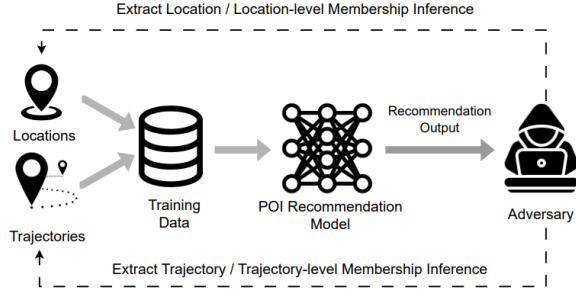 Extract Location / Location-level Membership Inference
Locations
Trajectories
Training
Data
POI Recommendation
Model
Recommendation
Output
Adversary
Extract Trajectory / Trajectory-level Membership Inference